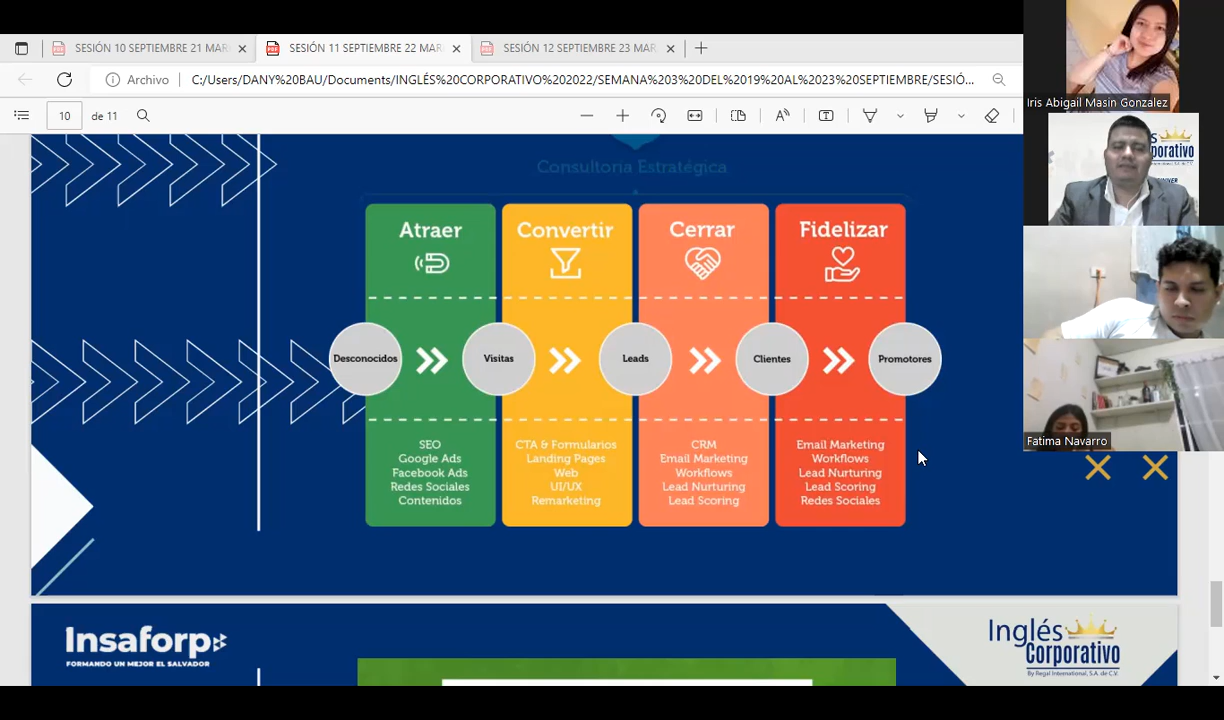 SESIÓN 10 SEPTIEMBRE 21 MAR
SESIÓN 11 SEPTIEMBRE 22 MAR
SESIÓN 12 SEPTIEMBRE 23 MAR
Archivo
C:/Users/DANY%20BAU/Documents/INGLÉS%20CORPORATIVO%202022/SEMANA%203%20DEL%2019%20AL%2023%20SEPTIEMBRE/SESIÓ...
10
de 11
Consultoría Estratégica
Atraer
Convertir
Cerrar
Fidelizar
Desconocidos
Visitas
Leads
Clientes
Promotores
SEO
Google Ads
Facebook Ads
Redes Sociales
Contenidos
CTA & Formularios
Landing Pages
Web
UI/UX
Remarketing
CRM
Email Marketing
Workflows
Lead Nurturing
Lead Scoring
Email Marketing
Workflows
Lead Nurturing
Lead Scoring
Redes Sociales
Insaforp
FORMANDO UN MEJOR EL SALVADOR
Inglés
Corporativo
By Regal International, S.A. de C.V.
Iris Abigail Masin Gonzalez
Fatima Navarro